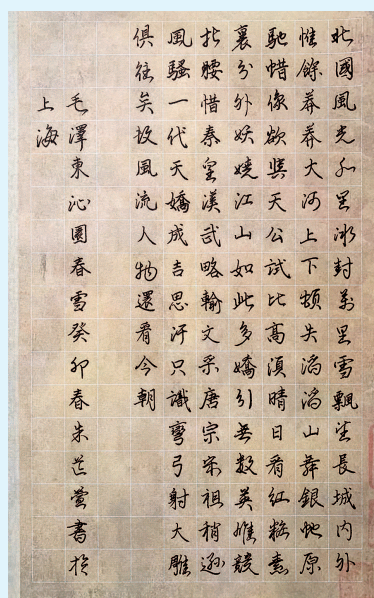 北國風光千里冰封萬里雪飄望長城內外
惟餘莽莽大河上下頓失滔滔山舞銀蛇原
馳蜡像欲與天公試比高須晴日看紅粧素
裹分外妖嬈江山如此多嬌引無數英雄競
折腰惜秦皇漢武略輸文采唐宗宋祖稍遜
風騷一代天嬌成吉思汗只識彎弓射大雕
俱往矣數風流人物還看今朝
毛澤東沁園春雪癸卯春朱芷萱書於
上海